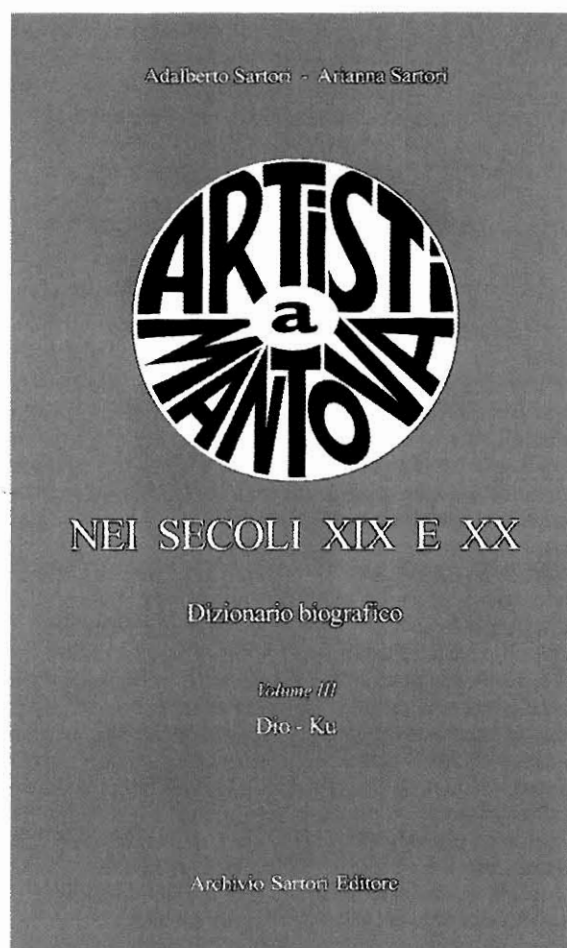 Adalberto Sartori - Arianna Sartori
ARTiSTi
a
MANTOVA
NEI SECOLI XIX E XX
Dizionario biografico
Volume III
Dio - Ku
Archivio Sartori Editore